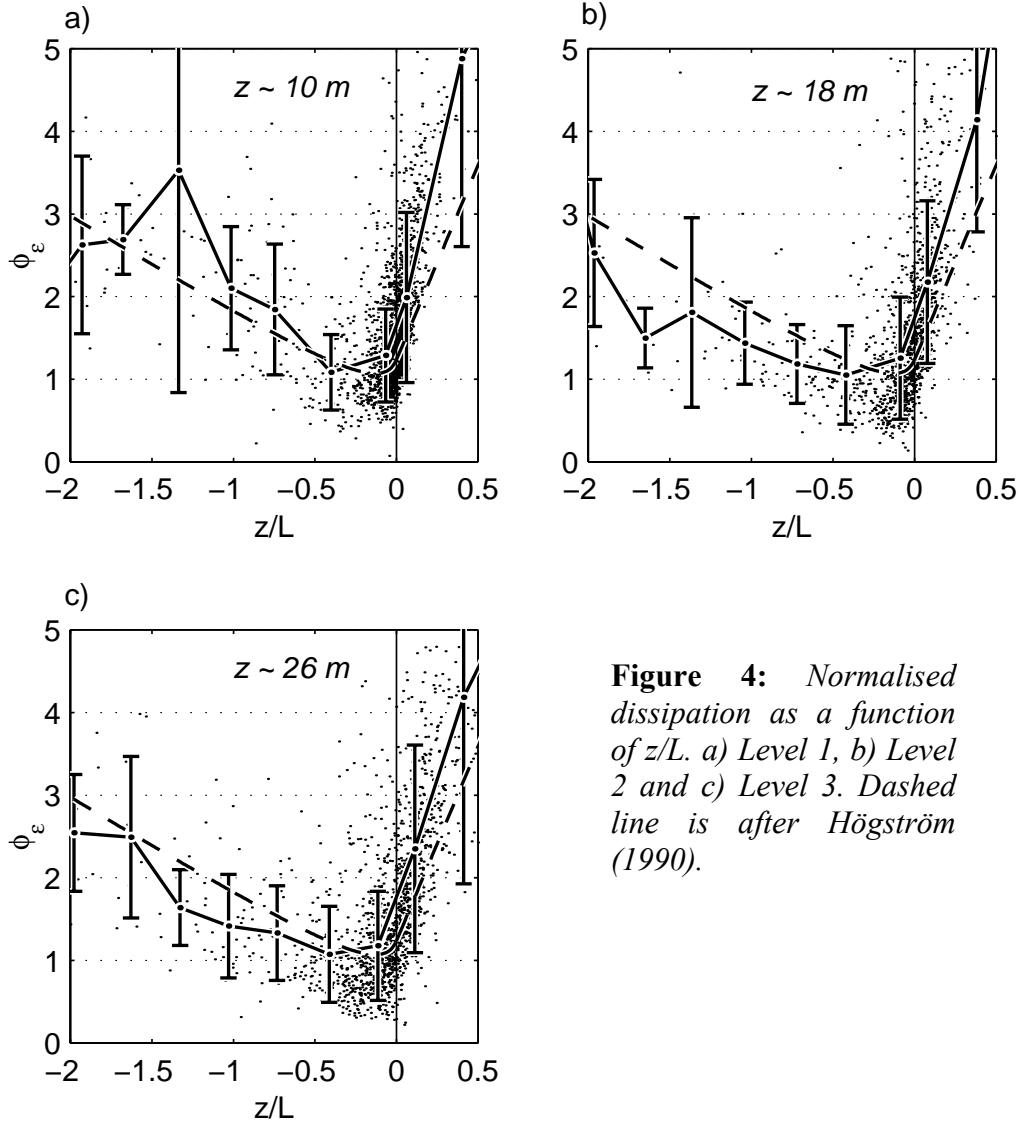 a)
z ~ 10 m
5
4
3
2
1
0
ϕε
−2 −1.5 −1 −0.5 0 0.5
z/L
b)
z ~ 18 m
5
4
3
2
1
0
−2 −1.5 −1 −0.5 0 0.5
z/L
c)
z ~ 26 m
5
4
3
2
1
0
ϕε
−2 −1.5 −1 −0.5 0 0.5
z/L
Figure 4: Normalised
dissipation as a function
of z/L. a) Level 1, b) Level
2 and c) Level 3. Dashed
line is after Högström
(1990).